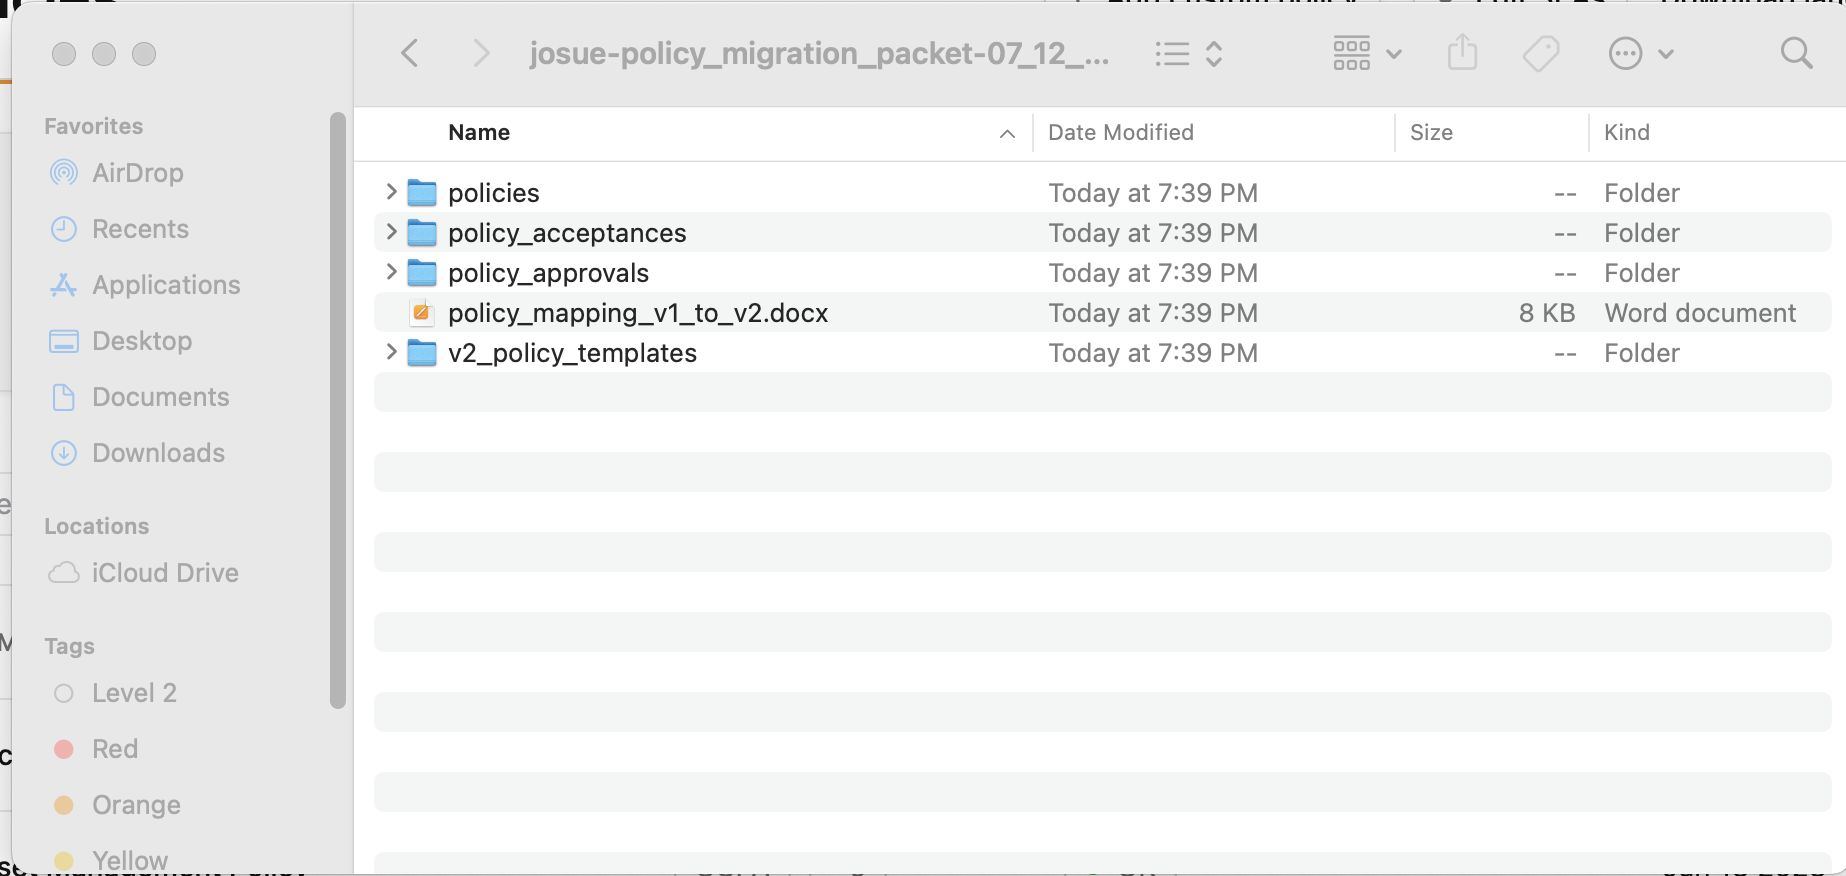 josue-policy_migration_packet-07_12_...
Favorites
AirDrop
Recents
Applications
Desktop
Documents
Downloads
Locations
iCloud Drive
Tags
Level 2
Red
Orange
Yellow
Name Date Modified Size Kind
policies Today at 7:39 PM -- Folder
policy_acceptances Today at 7:39 PM -- Folder
policy_approvals Today at 7:39 PM -- Folder
policy_mapping_v1_to_v2.docx Today at 7:39 PM 8 KB Word document
v2_policy_templates Today at 7:39 PM -- Folder